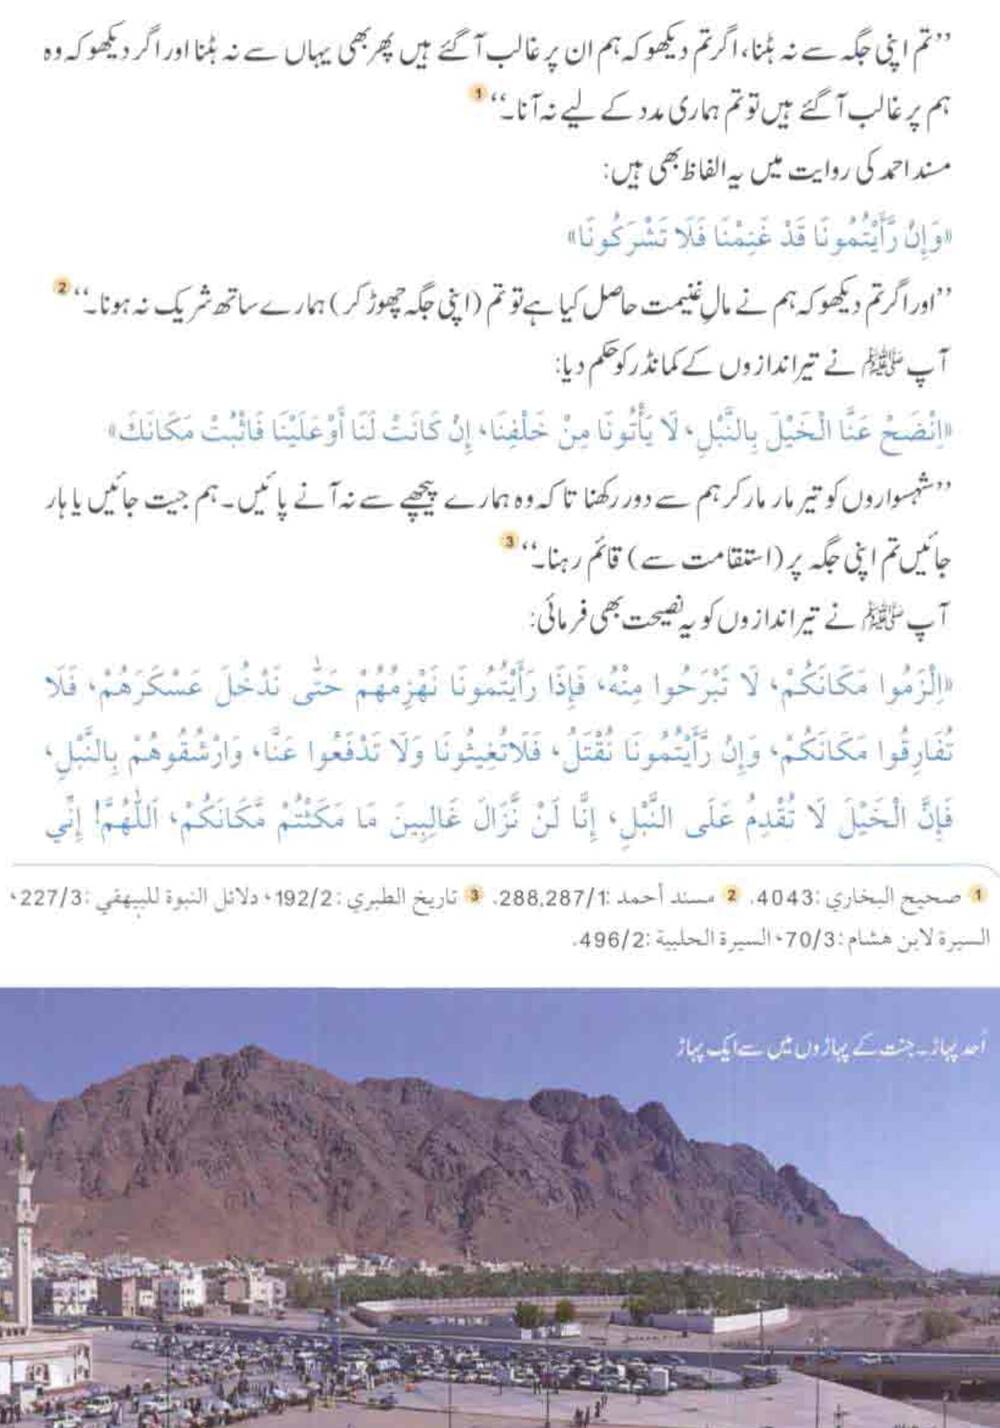 ’’تم اپنی جگہ سے نہ ہٹنا، اگر تم دیکھو کہ ہم ان پر غالب آ گئے ہیں پھر بھی یہاں سے نہ ہٹنا اور اگر دیکھو کہ وہ
ہم پر غالب آ گئے ہیں تو تم ہماری مدد کے لیے نہ آنا۔‘‘ 1
مسند احمد کی روایت میں یہ الفاظ بھی ہیں:
«وَإِنْ رَّأَيْتُمُونَا قَدْ غَنِمْنَا فَلَا تَشْرَكُونَا»
’’اور اگر تم دیکھو کہ ہم نے مالِ غنیمت حاصل کیا ہے تو تم (اپنی جگہ چھوڑ کر) ہمارے ساتھ شریک نہ ہونا۔‘‘ 2
آپ ﷺ نے تیر اندازوں کے کمانڈر کو حکم دیا:
«اِنْضَحْ عَنَّا الْخَيْلَ بِالنَّبْلِ، لَا يَأْتُونَا مِنْ خَلْفِنَا، إِنْ كَانَتْ لَنَا أَوْ عَلَيْنَا فَاثْبُتْ مَكَانَكَ»
’’شہسواروں کو تیر مار مار کر ہم سے دور رکھنا تاکہ وہ ہمارے پیچھے سے نہ آنے پائیں۔ ہم جیت جائیں یا ہار
جائیں تم اپنی جگہ پر (استقامت سے) قائم رہنا۔‘‘ 3
آپ ﷺ نے تیر اندازوں کو یہ نصیحت بھی فرمائی:
«اِلْزَمُوا مَكَانَكُمْ، لَا تَبْرَحُوا مِنْهُ، فَإِذَا رَأَيْتُمُونَا نَهْزِمُهُمْ حَتّٰى نَدْخُلَ عَسْكَرَهُمْ، فَلَا
تُفَارِقُوا مَكَانَكُمْ، وَإِنْ رَّأَيْتُمُونَا نُقْتَلُ، فَلَا تُغِيثُونَا وَلَا تَدْفَعُوا عَنَّا، وَارْشُقُوهُمْ بِالنَّبْلِ،
فَإِنَّ الْخَيْلَ لَا تُقْدِمُ عَلَى النَّبْلِ، إِنَّا لَنْ نَّزَالَ غَالِبِينَ مَا مَكَثْتُمْ مَّكَانَكُمْ، اَللّٰهُمَّ! إِنِّي
1 صحيح البخاري: 4043. 2 مسند أحمد: 288,287/1. 3 تاريخ الطبري: 192/2، دلائل النبوة للبيهقي: 227/3،
السيرة لابن هشام: 70/3، السيرة الحلبية: 496/2.
اُحد پہاڑ۔ جنت کے پہاڑوں میں سے ایک پہاڑ